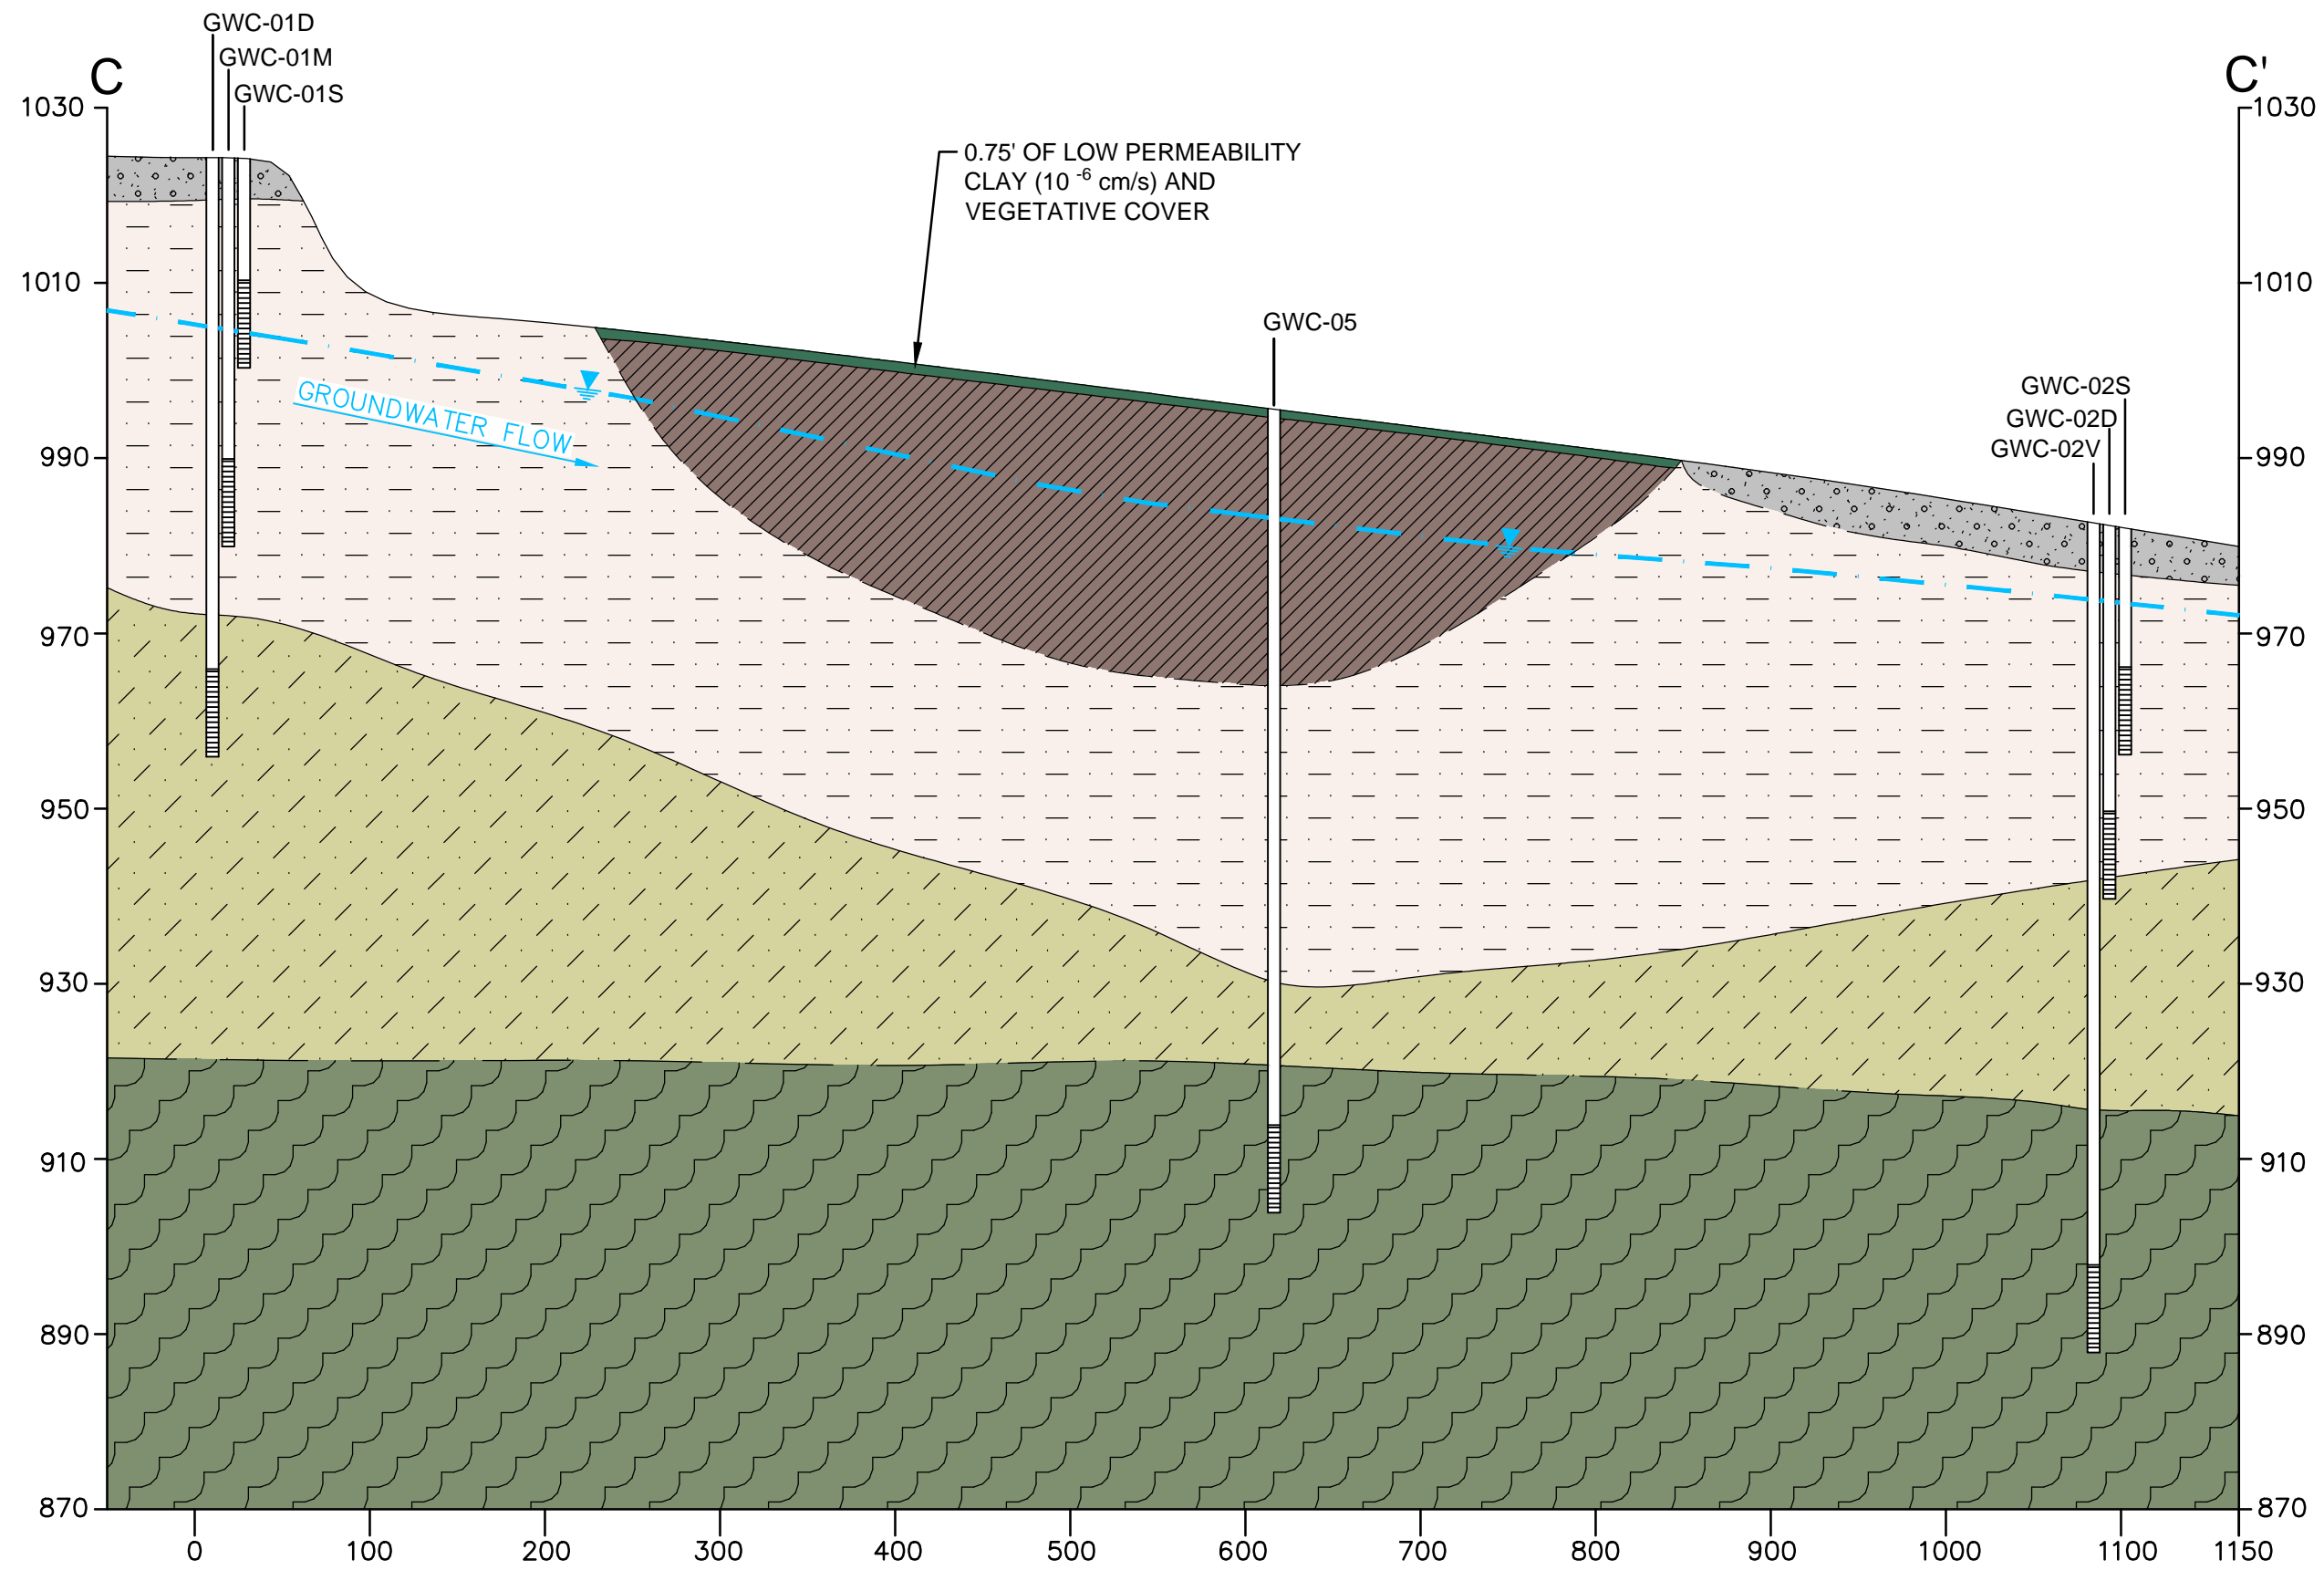 GWC-01D
GWC-01M
GWC-01S
C
C'
1030
1030
0.75' OF LOW PERMEABILITY
CLAY (10 -6 cm/s) AND
VEGETATIVE COVER
1010
1010
GWC-05
GROUNDWATER FLOW
GWC-02S
GWC-02D
GWC-02V
990
990
970
970
950
950
930
930
910
910
890
890
870
870
0 100 200 300 400 500 600 700 800 900 1000 1100 1150